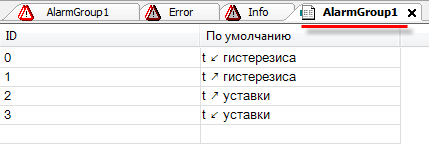 AlarmGroup1 Error Info AlarmGroup1
ID По умолчанию
0 t ↙ гистерезиса
1 t ↗ гистерезиса
2 t ↗ уставки
3 t ↙ уставки